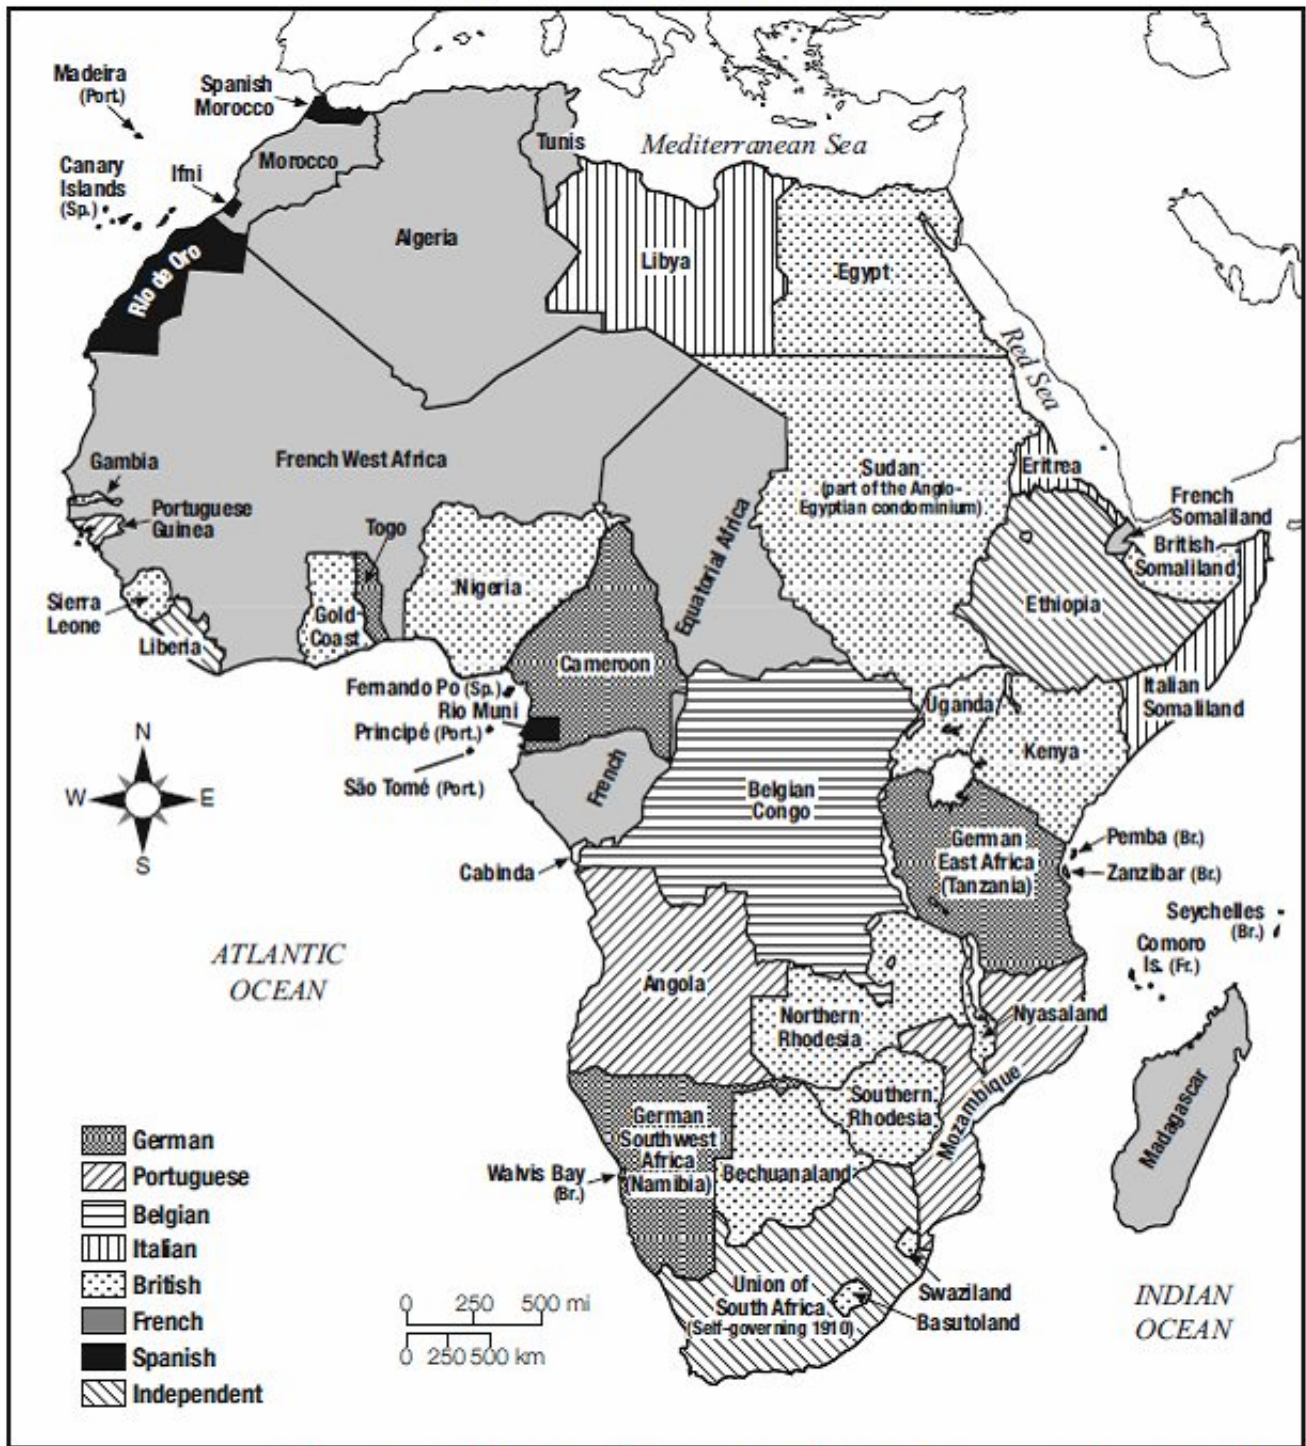 Madeira
(Port.)
Spanish
Morocco
Canary
Islands
(Sp.)
Ifni
Morocco
Tunis
Mediterranean Sea
Algeria
Libya
Egypt
Rio de Oro
Red Sea
Gambia
French West Africa
Portuguese
Guinea
Togo
Sudan
(part of the Anglo-
Egyptian condominium)
Eritrea
French
Somaliland
British
Somaliland
Nigeria
Equatorial Africa
Sierra
Leone
Gold
Coast
Liberia
Ethiopia
Cameroon
Fernando Po (Sp.)
Rio Muni
Principé (Port.)
São Tomé (Port.)
French
Uganda
Kenya
Italian
Somaliland
N
W
E
S
Belgian
Congo
German
East Africa
(Tanzania)
Pemba (Br.)
Zanzibar (Br.)
Cabinda
Seychelles
(Br.)
Comoro
Is. (Fr.)
ATLANTIC
OCEAN
Angola
Northern
Rhodesia
Nyasaland
Southern
Rhodesia
Mozambique
Madagascar
German
Southwest
Africa
(Namibia)
Walvis Bay
(Br.)
Bechuanaland
Union of
South Africa
(Self-governing 1910)
Swaziland
Basutoland
INDIAN
OCEAN
German
Portuguese
Belgian
Italian
British
French
Spanish
Independent
0 250 500 mi
0 250 500 km